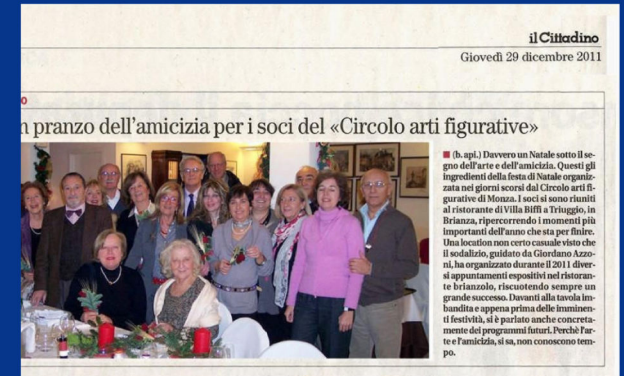 il Cittadino
Giovedì 29 dicembre 2011
O
n pranzo dell'amicizia per i soci del «Circolo arti figurative»
■ (b. api.) Davvero un Natale sotto il se-
gno dell'arte e dell'amicizia. Questi gli
ingredienti della festa di Natale organiz-
zata nei giorni scorsi dal Circolo arti fi-
gurative di Monza. I soci si sono riuniti
al ristorante di Villa Biffi a Triuggio, in
Brianza, ripercorrendo i momenti più
importanti dell'anno che sta per finire.
Una location non certo casuale visto che
il sodalizio, guidato da Giordano Azzo-
ni, ha organizzato durante il 2011 diver-
si appuntamenti espositivi nel ristoran-
te brianzolo, riscuotendo sempre un
grande successo. Davanti alla tavola im-
bandita e appena prima delle imminen-
ti festività, si è parlato anche concreta-
mente dei programmi futuri. Perchè l'ar-
te e l'amicizia, si sa, non conoscono tem-
po.